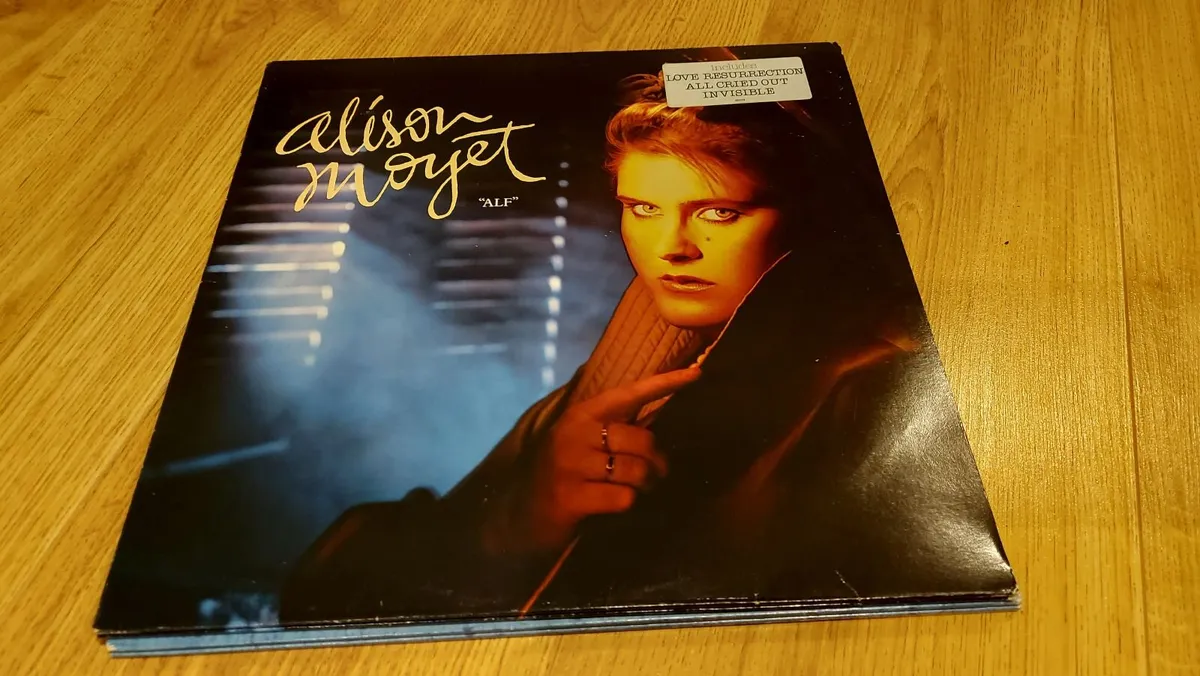 alison
moyet
“ALF”
includes
LOVE RESURRECTION
ALL CRIED OUT
INVISIBLE